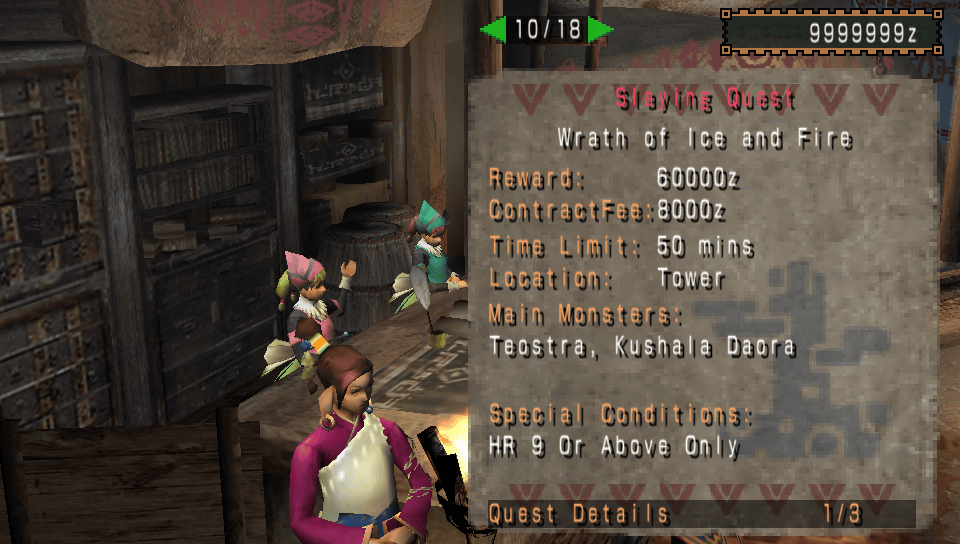 10/18
9999999z
Slaying Quest
Wrath of Ice and Fire
Reward: 60000z
ContractFee: 8000z
Time Limit: 50 mins
Location: Tower
Main Monsters:
Teostra, Kushala Daora
Special Conditions:
HR 9 Or Above Only
Quest Details 1/3